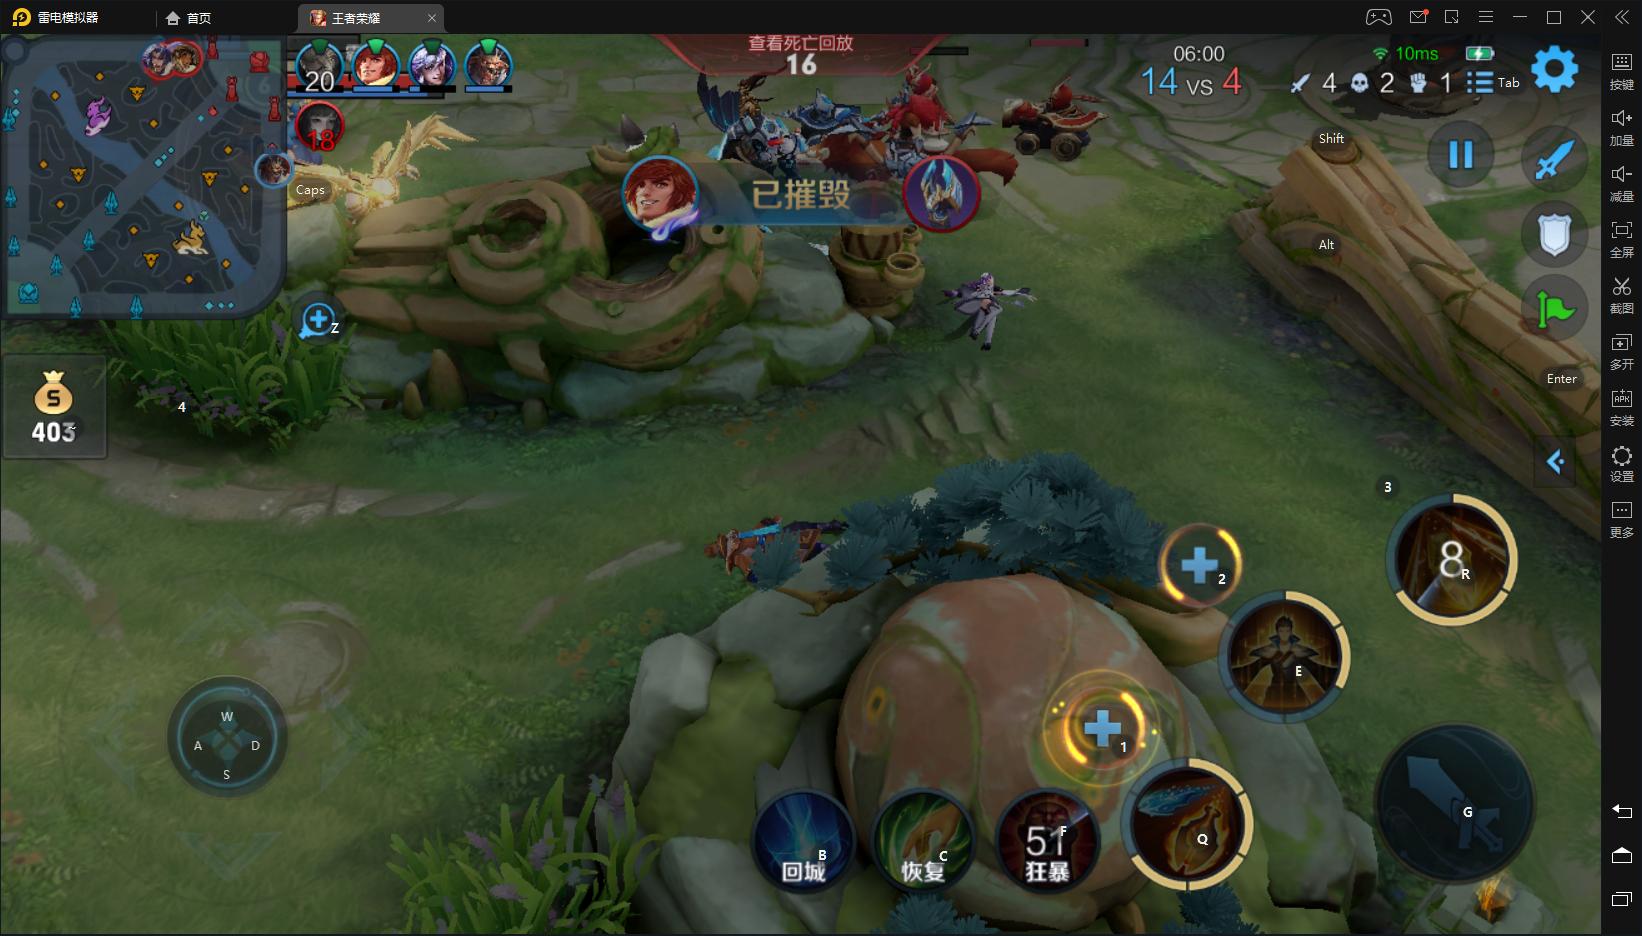 雷电模拟器
首页
王者荣耀
查看死亡回放
16
06:00
14 vs 4
10ms
4
2
1
Tab
20
18
Caps
已摧毁
Shift
Alt
Z
Enter
403
~
4
3
8
R
2
E
1
W
A
D
S
G
B
回城
C
恢复
51
F
狂暴
Q
按键
加量
减量
全屏
截图
多开
APK
安装
设置
更多